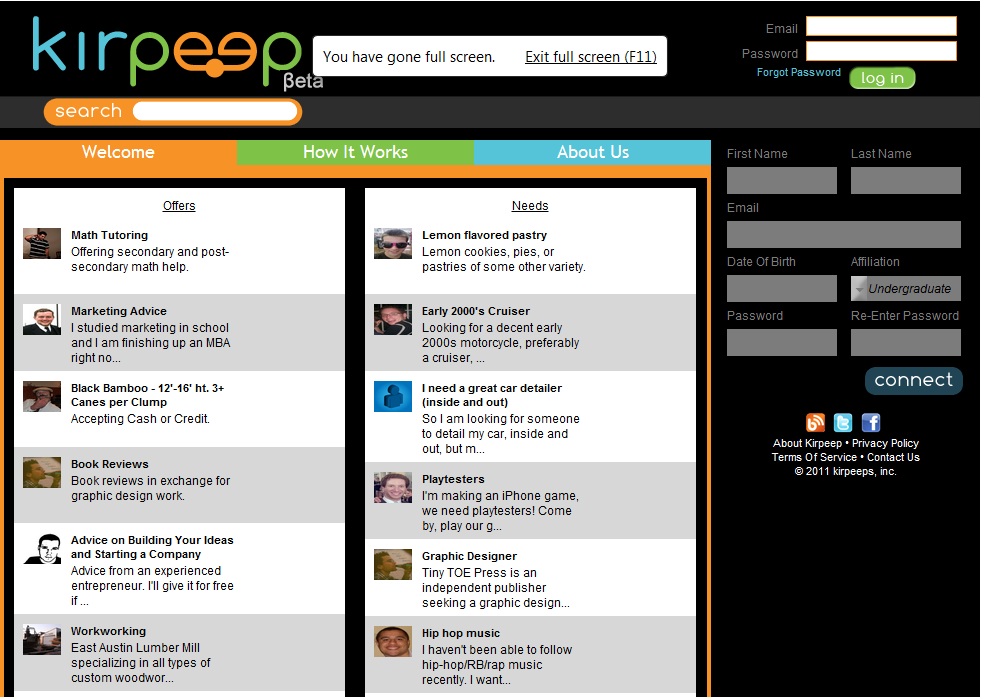 kirpeep
βeta
You have gone full screen. Exit full screen (F11)
Email
Password
Forgot Password log in
search
Welcome How It Works About Us
Offers
Math Tutoring
Offering secondary and post-
secondary math help.
Marketing Advice
I studied marketing in school
and I am finishing up an MBA
right no...
Black Bamboo - 12'-16' ht. 3+
Canes per Clump
Accepting Cash or Credit.
Book Reviews
Book reviews in exchange for
graphic design work.
Advice on Building Your Ideas
and Starting a Company
Advice from an experienced
entrepreneur. I'll give it for free
if ...
Workworking
East Austin Lumber Mill
specializing in all types of
custom woodwor...
Needs
Lemon flavored pastry
Lemon cookies, pies, or
pastries of some other variety.
Early 2000's Cruiser
Looking for a decent early
2000s motorcycle, preferably
a cruiser, ...
I need a great car detailer
(inside and out)
So I am looking for someone
to detail my car, inside and
out, but m...
Playtesters
I'm making an iPhone game,
we need playtesters! Come
by, play our g...
Graphic Designer
Tiny TOE Press is an
independent publisher
seeking a graphic design...
Hip hop music
I haven't been able to follow
hip-hop/RB/rap music
recently. I want...
First Name Last Name
Email
Date Of Birth Affiliation
Undergraduate
Password Re-Enter Password
connect
About Kirpeep • Privacy Policy
Terms Of Service • Contact Us
© 2011 kirpeeps, inc.